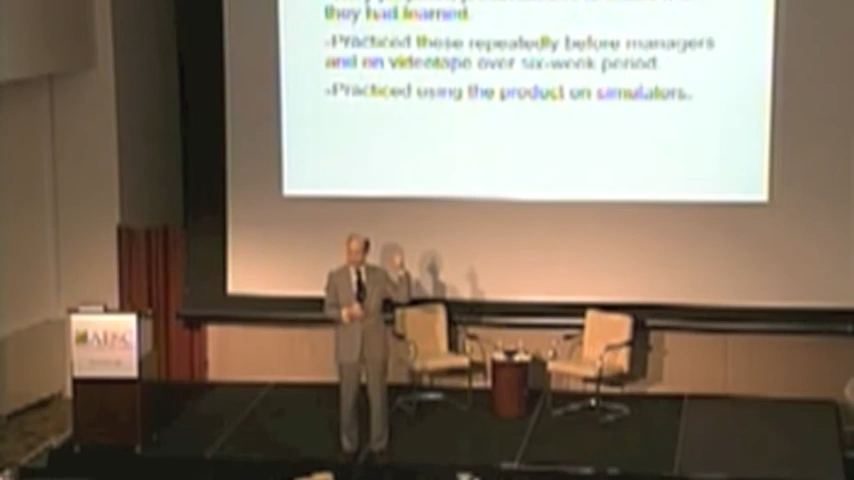 they had learned.
-Practiced these repeatedly before managers
and on videotape over six-week period.
-Practiced using the product on simulators.